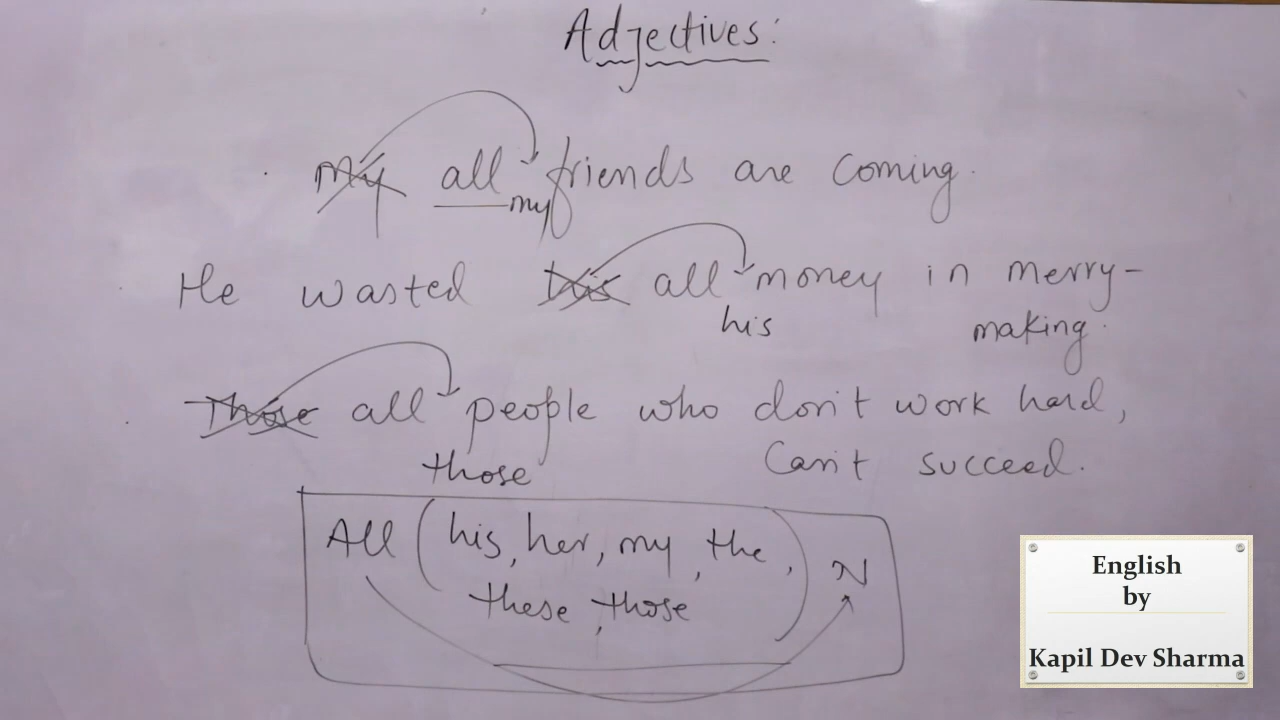 Adjectives:
My all friends are coming.
my
He wasted his all money in merry-
his making.
Those all people who don't work hard,
those can't succeed.
All (his, her, my, the,
these, those) N
English
by
Kapil Dev Sharma